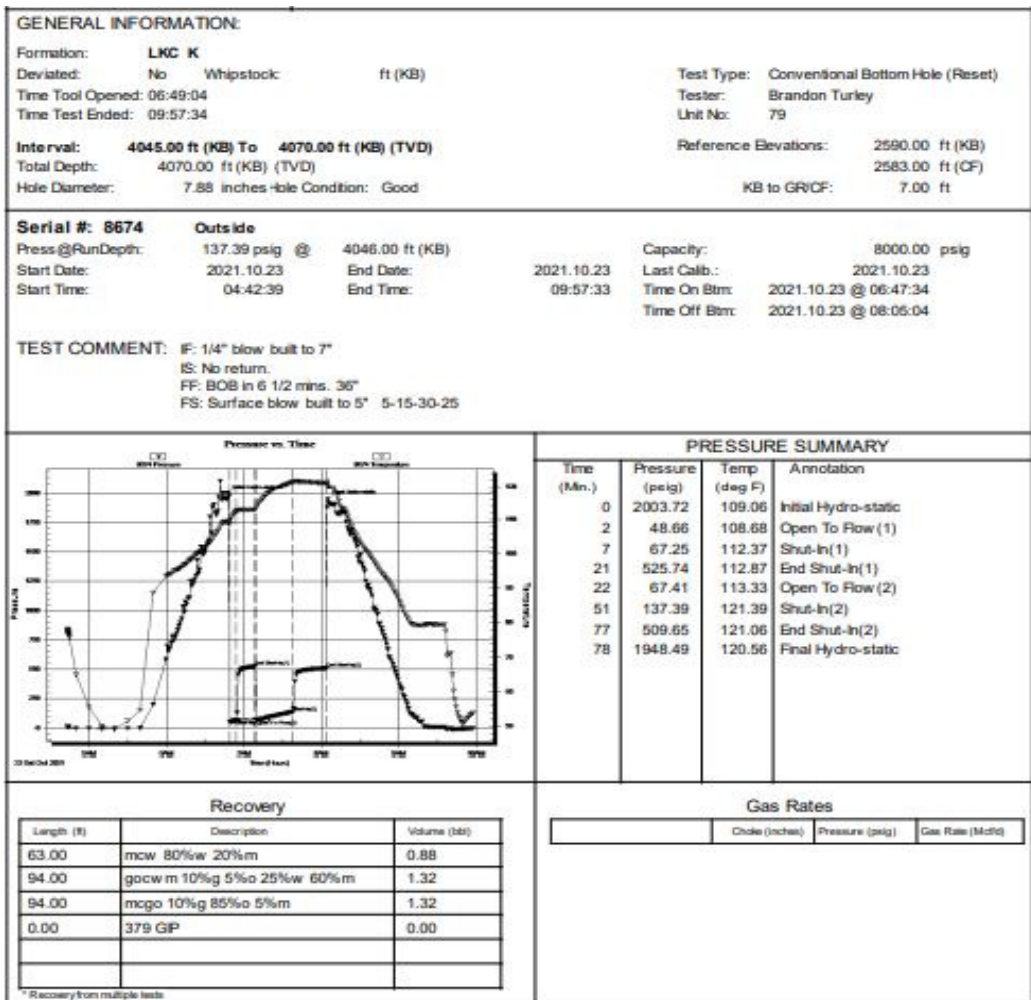 GENERAL INFORMATION:
Formation: LKC K
Deviated: No Whipstock: ft (KB)
Time Tool Opened: 06:49:04
Time Test Ended: 09:57:34
Test Type: Conventional Bottom Hole (Reset)
Tester: Brandon Turley
Unit No: 79
Interval: 4045.00 ft (KB) To 4070.00 ft (KB) (TVD)
Total Depth: 4070.00 ft (KB) (TVD)
Hole Diameter: 7.88 inches Hole Condition: Good
Reference Elevations: 2590.00 ft (KB)
2583.00 ft (CF)
KB to GR/CF: 7.00 ft
Serial #: 8674 Outside
Press@RunDepth: 137.39 psig @ 4046.00 ft (KB) Capacity: 8000.00 psig
Start Date: 2021.10.23 End Date: 2021.10.23 Last Calib.: 2021.10.23
Start Time: 04:42:39 End Time: 09:57:33 Time On Btm: 2021.10.23 @ 06:47:34
Time Off Btm: 2021.10.23 @ 08:05:04
TEST COMMENT: IF: 1/4" blow built to 7"
IS: No return.
FF: BOB in 6 1/2 mins. 36"
FS: Surface blow built to 5" 5-15-30-25
Pressure vs. Time
8674 Pressure 8674 Temperature
PRESSURE SUMMARY
Time (Min.) Pressure (psig) Temp (deg F) Annotation
0 2003.72 109.06 Initial Hydro-static
2 48.66 108.68 Open To Flow (1)
7 67.25 112.37 Shut-In(1)
21 525.74 112.87 End Shut-In(1)
22 67.41 113.33 Open To Flow (2)
51 137.39 121.39 Shut-In(2)
77 509.65 121.06 End Shut-In(2)
78 1948.49 120.56 Final Hydro-static
Recovery
Length (ft) Description Volume (bbl)
63.00 mcw 80%w 20%m 0.88
94.00 gocw m 10%g 5%o 25%w 60%m 1.32
94.00 mcgo 10%g 85%o 5%m 1.32
0.00 379 GIP 0.00
* Recovery from multiple tests
Gas Rates
Choke (inches) Pressure (psig) Gas Rate (Mcf/d)